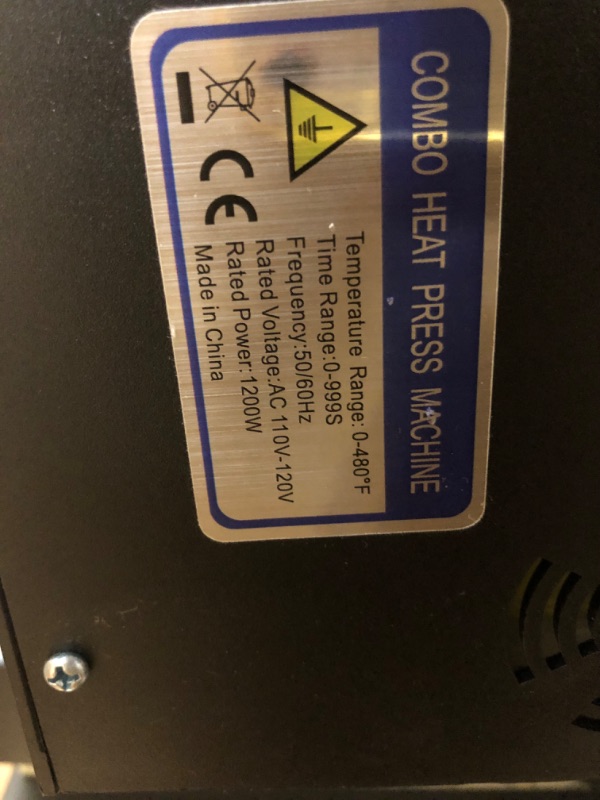 COMBO HEAT PRESS MACHINE
Temperature Range: 0-480°F
Time Range:0-999S
Frequency:50/60Hz
Rated Voltage:AC 110V-120V
Rated Power:1200W
Made in China
CE